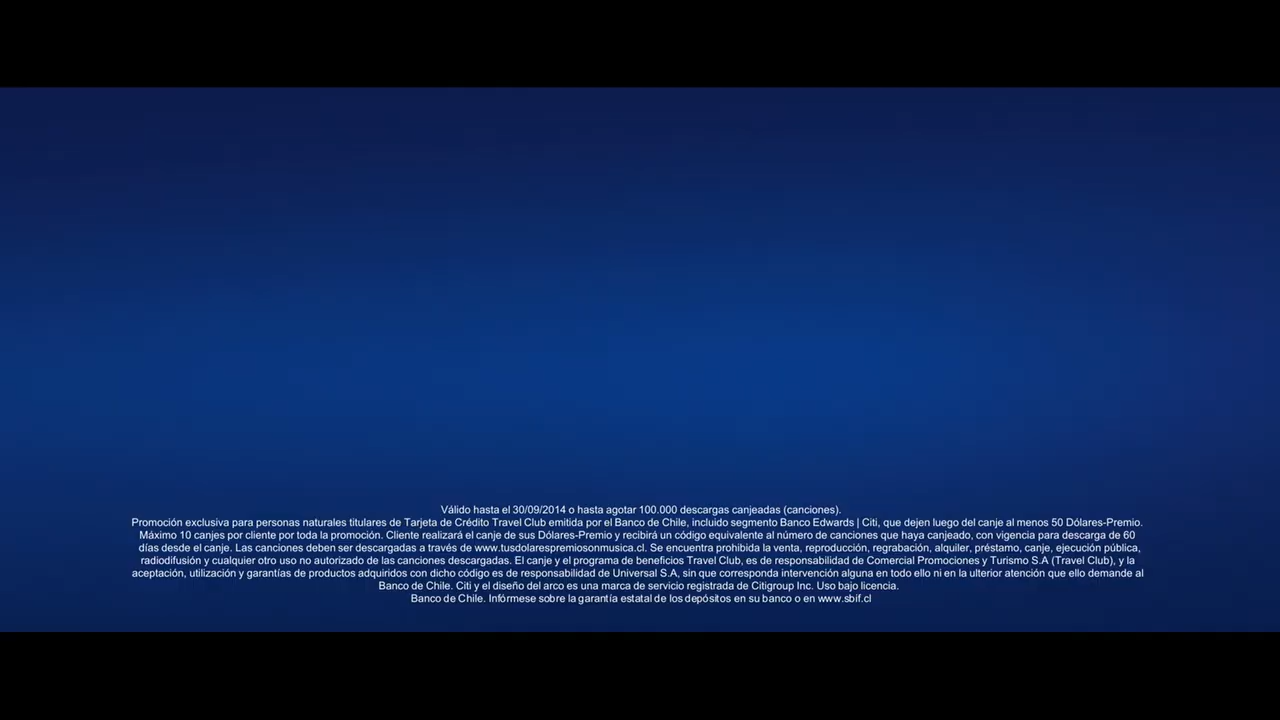 Válido hasta el 30/09/2014 o hasta agotar 100.000 descargas canjeadas (canciones).
Promoción exclusiva para personas naturales titulares de Tarjeta de Crédito Travel Club emitida por el Banco de Chile, incluido segmento Banco Edwards | Citi, que dejen luego del canje al menos 50 Dólares-Premio.
Máximo 10 canjes por cliente por toda la promoción. Cliente realizará el canje de sus Dólares-Premio y recibirá un código equivalente al número de canciones que haya canjeado, con vigencia para descarga de 60
días desde el canje. Las canciones deben ser descargadas a través de www.tusdolarespremiosonmusica.cl. Se encuentra prohibida la venta, reproducción, regrabación, alquiler, préstamo, canje, ejecución pública,
radiodifusión y cualquier otro uso no autorizado de las canciones descargadas. El canje y el programa de beneficios Travel Club, es de responsabilidad de Comercial Promociones y Turismo S.A (Travel Club), y la
aceptación, utilización y garantías de productos adquiridos con dicho código es de responsabilidad de Universal S.A, sin que corresponda intervención alguna en todo ello ni en la ulterior atención que ello demande al
Banco de Chile. Citi y el diseño del arco es una marca de servicio registrada de Citigroup Inc. Uso bajo licencia.
Banco de Chile. Infórmese sobre la garantía estatal de los depósitos en su banco o en www.sbif.cl